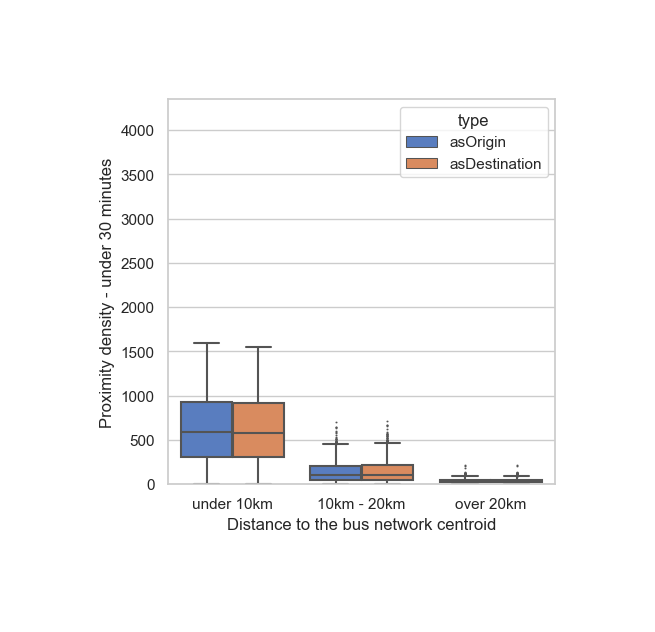 type
asOrigin
asDestination
Proximity density - under 30 minutes
4000
3500
3000
2500
2000
1500
1000
500
0
under 10km
10km - 20km
over 20km
Distance to the bus network centroid